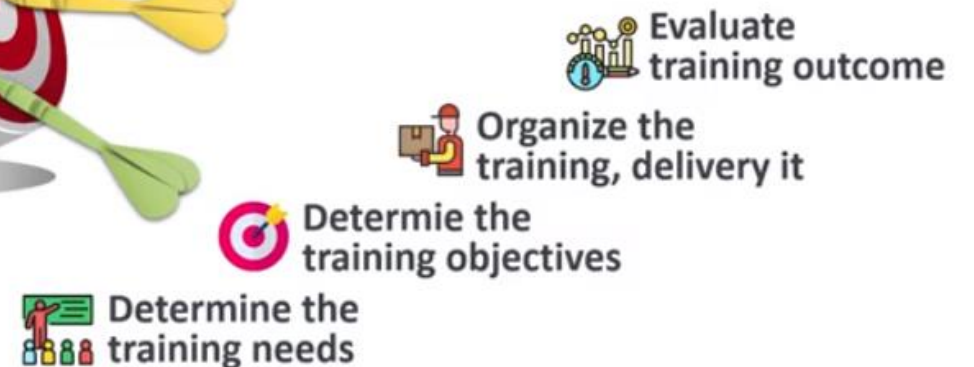 Evaluate
training outcome
Organize the
training, delivery it
Determie the
training objectives
Determine the
training needs